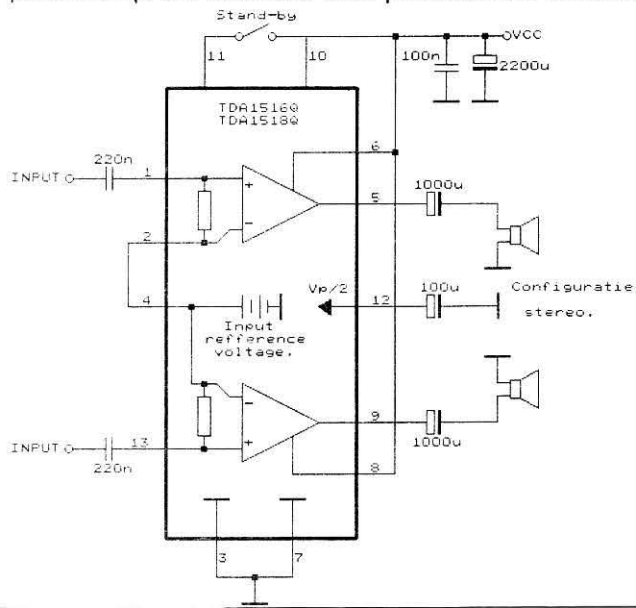 Stand-by
VCC
11
10
100n
2200u
TDA1516Q
TDA1518Q
6
220n
INPUT
1
+
-
5
1000u
2
4
Vp/2
12
100u
Configuratie
stereo.
Input
refference
voltage.
-
+
9
1000u
INPUT
13
220n
8
3
7